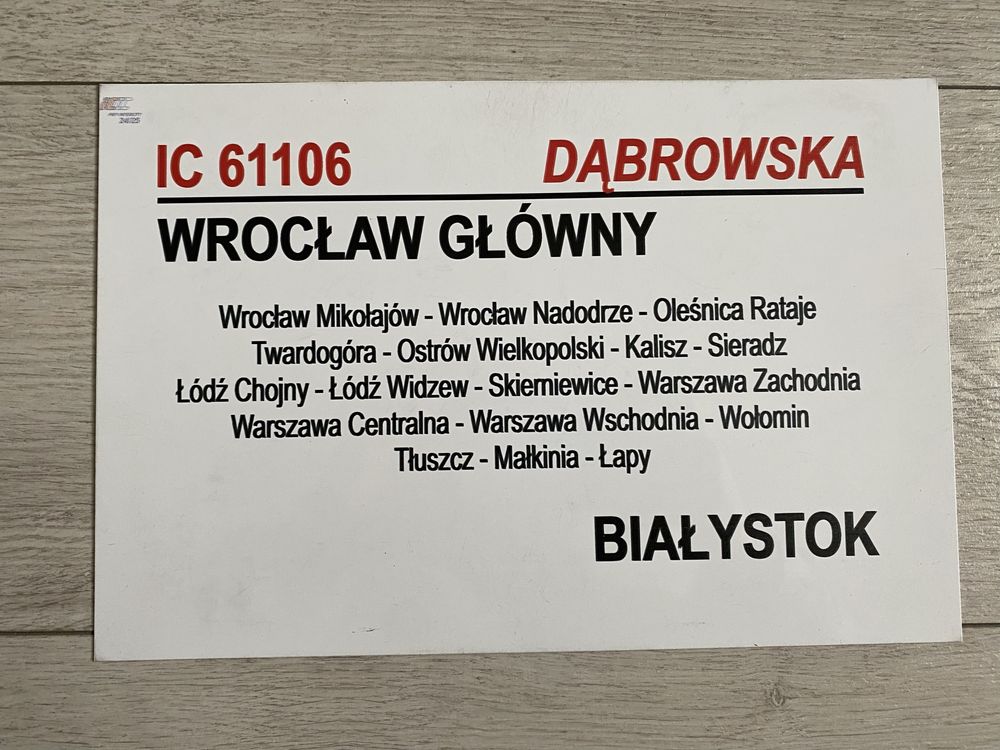 IC 61106 DĄBROWSKA
WROCŁAW GŁÓWNY
Wrocław Mikołajów - Wrocław Nadodrze - Oleśnica Rataje
Twardogóra - Ostrów Wielkopolski - Kalisz - Sieradz
Łódź Chojny - Łódź Widzew - Skierniewice - Warszawa Zachodnia
Warszawa Centralna - Warszawa Wschodnia - Wołomin
Tłuszcz - Małkinia - Łapy
BIAŁYSTOK